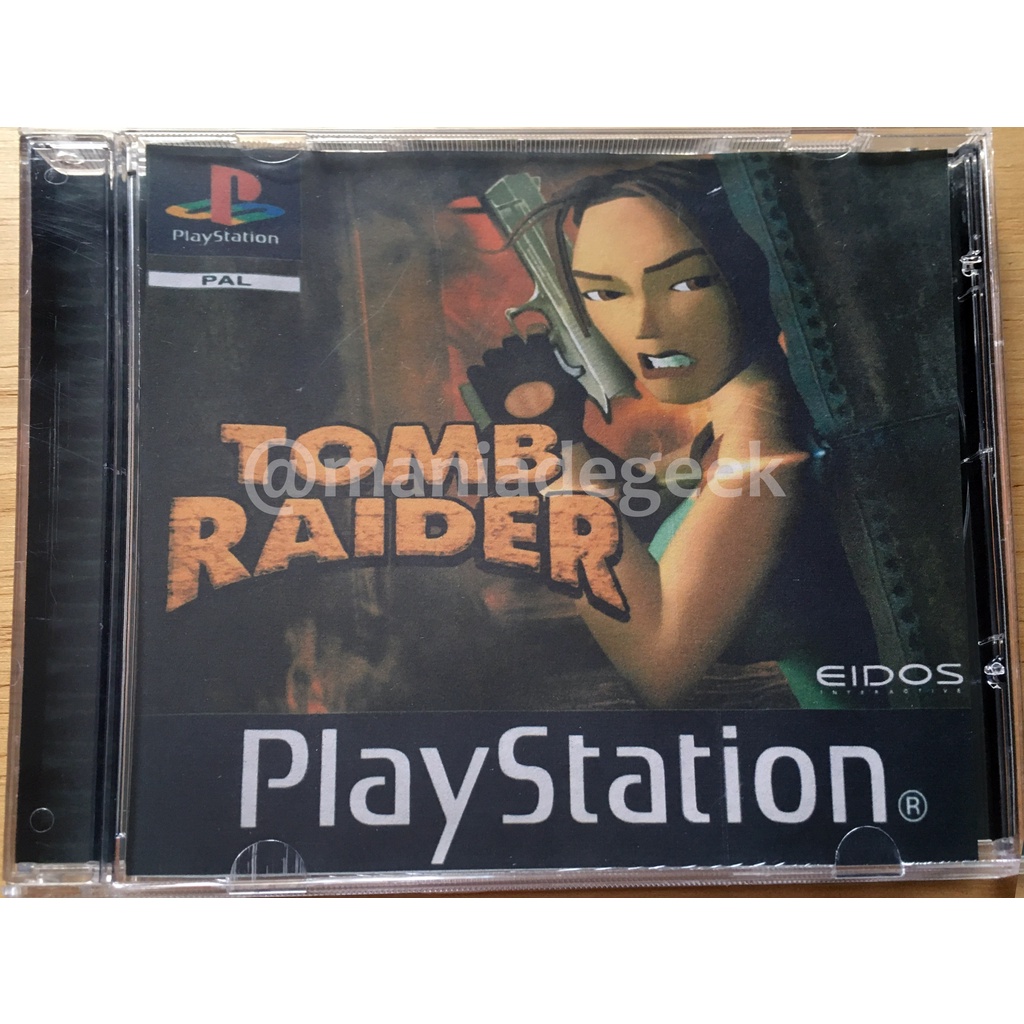 PlayStation
PAL
TOMB
RAIDER
@maniadegeek
EIDOS
INTERACTIVE
PlayStation®